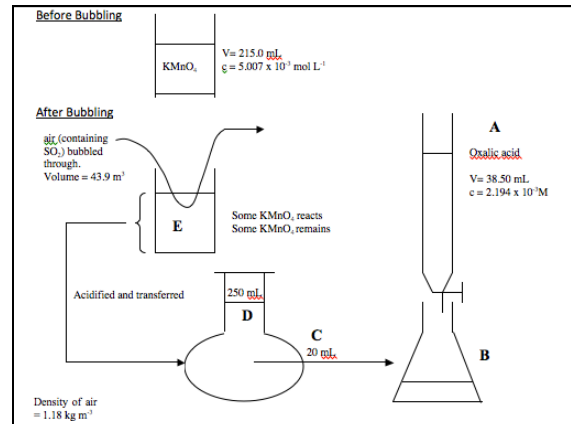 Before Bubbling
KMnO₄
V= 215.0 mL
c = 5.007 x 10⁻³ mol L⁻¹
After Bubbling
air (containing
SO₂) bubbled
through.
Volume = 43.9 m³
A
Oxalic acid
V= 38.50 mL
c = 2.194 x 10⁻³M
E
Some KMnO₄ reacts
Some KMnO₄ remains
Acidified and transferred
250 mL
D
C
20 mL
B
Density of air
= 1.18 kg m⁻³